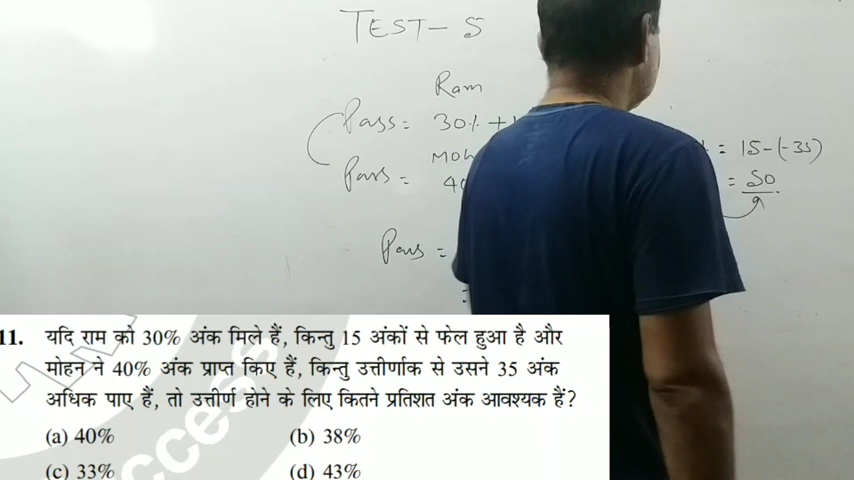 TEST - 5
Ram
Pass = 30% +
= 15-(-35)
Pass = 40
= 50
Pass =
=
11. यदि राम को 30% अंक मिले हैं, किन्तु 15 अंकों से फेल हुआ है और
मोहन ने 40% अंक प्राप्त किए हैं, किन्तु उत्तीर्णांक से उसने 35 अंक
अधिक पाए हैं, तो उत्तीर्ण होने के लिए कितने प्रतिशत अंक आवश्यक हैं?
(a) 40% (b) 38%
(c) 33% (d) 43%